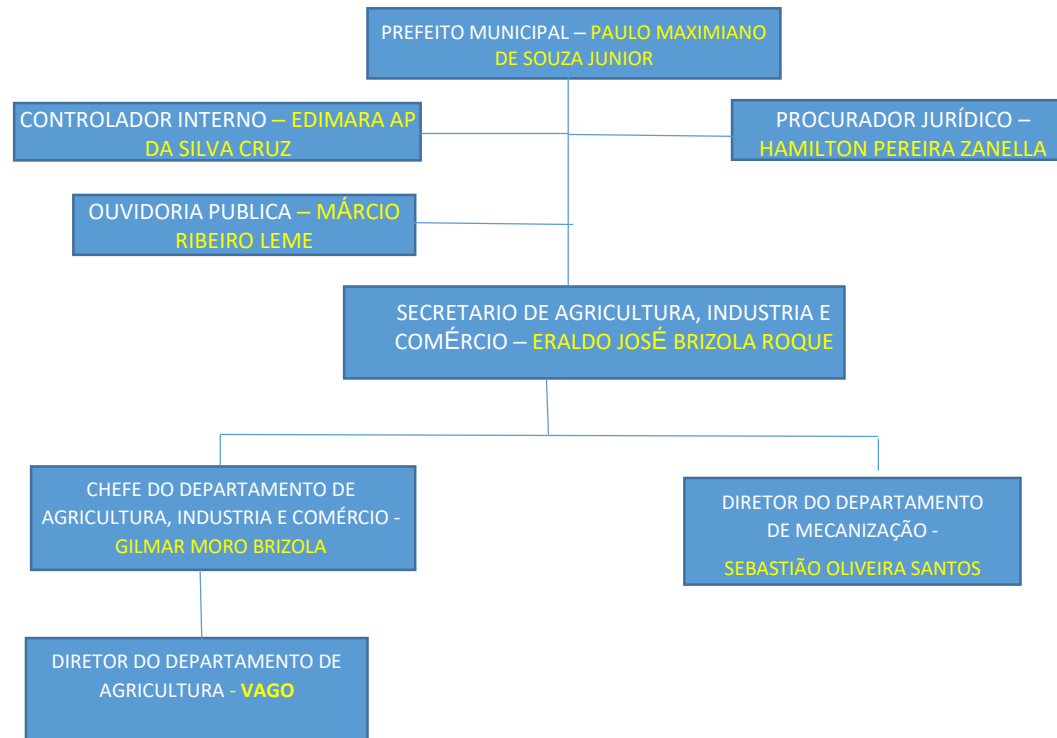 PREFEITO MUNICIPAL – PAULO MAXIMIANO
DE SOUZA JUNIOR
CONTROLADOR INTERNO – EDIMARA AP
DA SILVA CRUZ
PROCURADOR JURÍDICO –
HAMILTON PEREIRA ZANELLA
OUVIDORIA PUBLICA – MÁRCIO
RIBEIRO LEME
SECRETARIO DE AGRICULTURA, INDUSTRIA E
COMÉRCIO – ERALDO JOSÉ BRIZOLA ROQUE
CHEFE DO DEPARTAMENTO DE
AGRICULTURA, INDUSTRIA E COMÉRCIO -
GILMAR MORO BRIZOLA
DIRETOR DO DEPARTAMENTO
DE MECANIZAÇÃO -
SEBASTIÃO OLIVEIRA SANTOS
DIRETOR DO DEPARTAMENTO DE
AGRICULTURA - VAGO